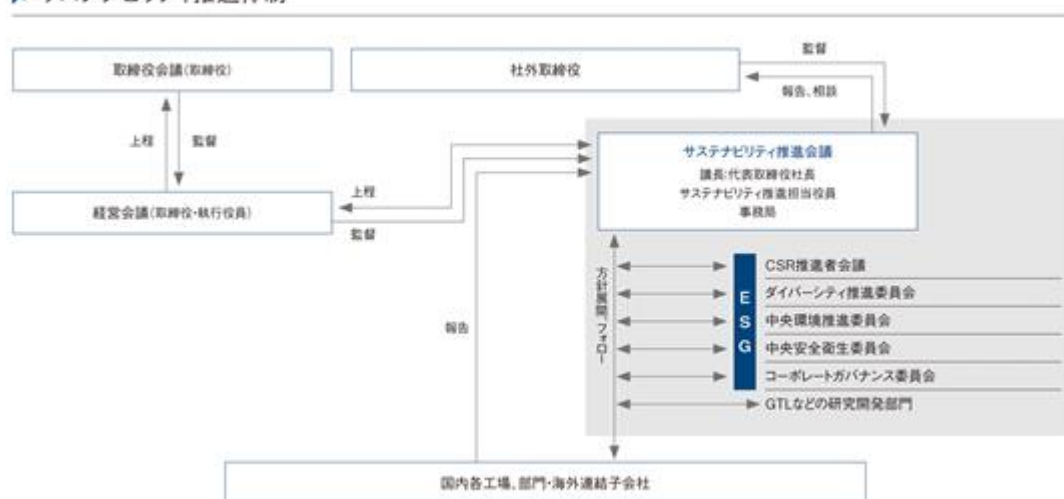 取締役会議(取締役)
社外取締役
監督
報告、相談
上程
監督
サステナビリティ推進会議
議長:代表取締役社長
サステナビリティ推進担当役員
事務局
経営会議(取締役・執行役員)
上程
監督
報告
方針展開、フォロー
ESG
CSR推進者会議
ダイバーシティ推進委員会
中央環境推進委員会
中央安全衛生委員会
コーポレートガバナンス委員会
GTLなどの研究開発部門
国内各工場、部門・海外連結子会社